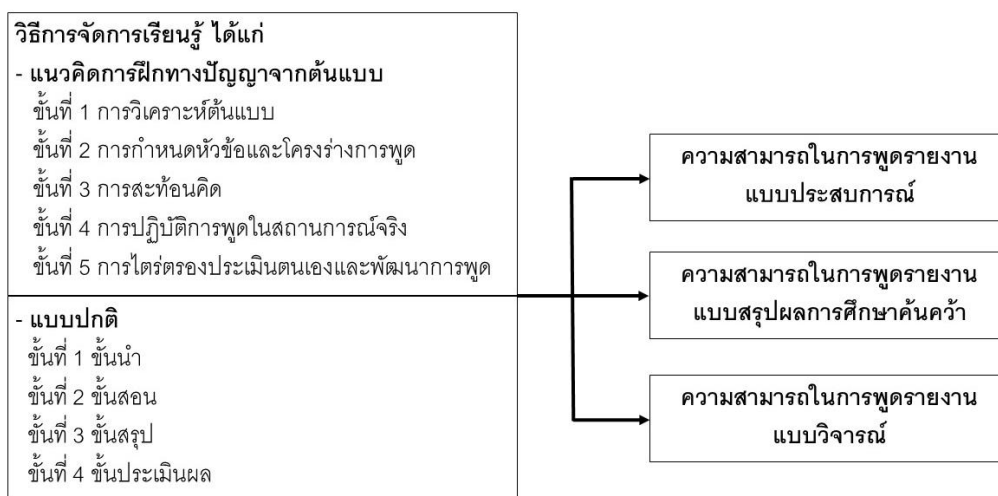 วิธีการจัดการเรียนรู้ ได้แก่
- แนวคิดการฝึกทางปัญญาจากต้นแบบ
ขั้นที่ 1 การวิเคราะห์ต้นแบบ
ขั้นที่ 2 การกำหนดหัวข้อและโครงร่างการพูด
ขั้นที่ 3 การสะท้อนคิด
ขั้นที่ 4 การปฏิบัติการพูดในสถานการณ์จริง
ขั้นที่ 5 การไตร่ตรองประเมินตนเองและพัฒนาการพูด
- แบบปกติ
ขั้นที่ 1 ขั้นนำ
ขั้นที่ 2 ขั้นสอน
ขั้นที่ 3 ขั้นสรุป
ขั้นที่ 4 ขั้นประเมินผล
ความสามารถในการพูดรายงาน
แบบประสบการณ์
ความสามารถในการพูดรายงาน
แบบสรุปผลการศึกษาค้นคว้า
ความสามารถในการพูดรายงาน
แบบวิจารณ์